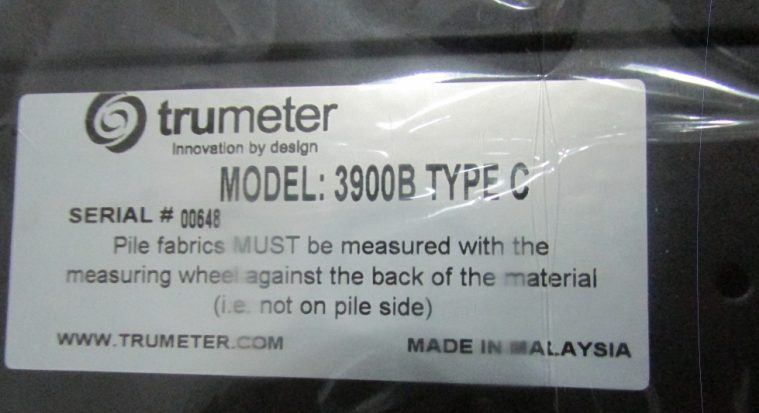 trumeter
Innovation by design
MODEL: 3900B TYPE C
SERIAL # 00648
Pile fabrics MUST be measured with the
measuring wheel against the back of the material
(i.e. not on pile side)
WWW.TRUMETER.COM
MADE IN MALAYSIA